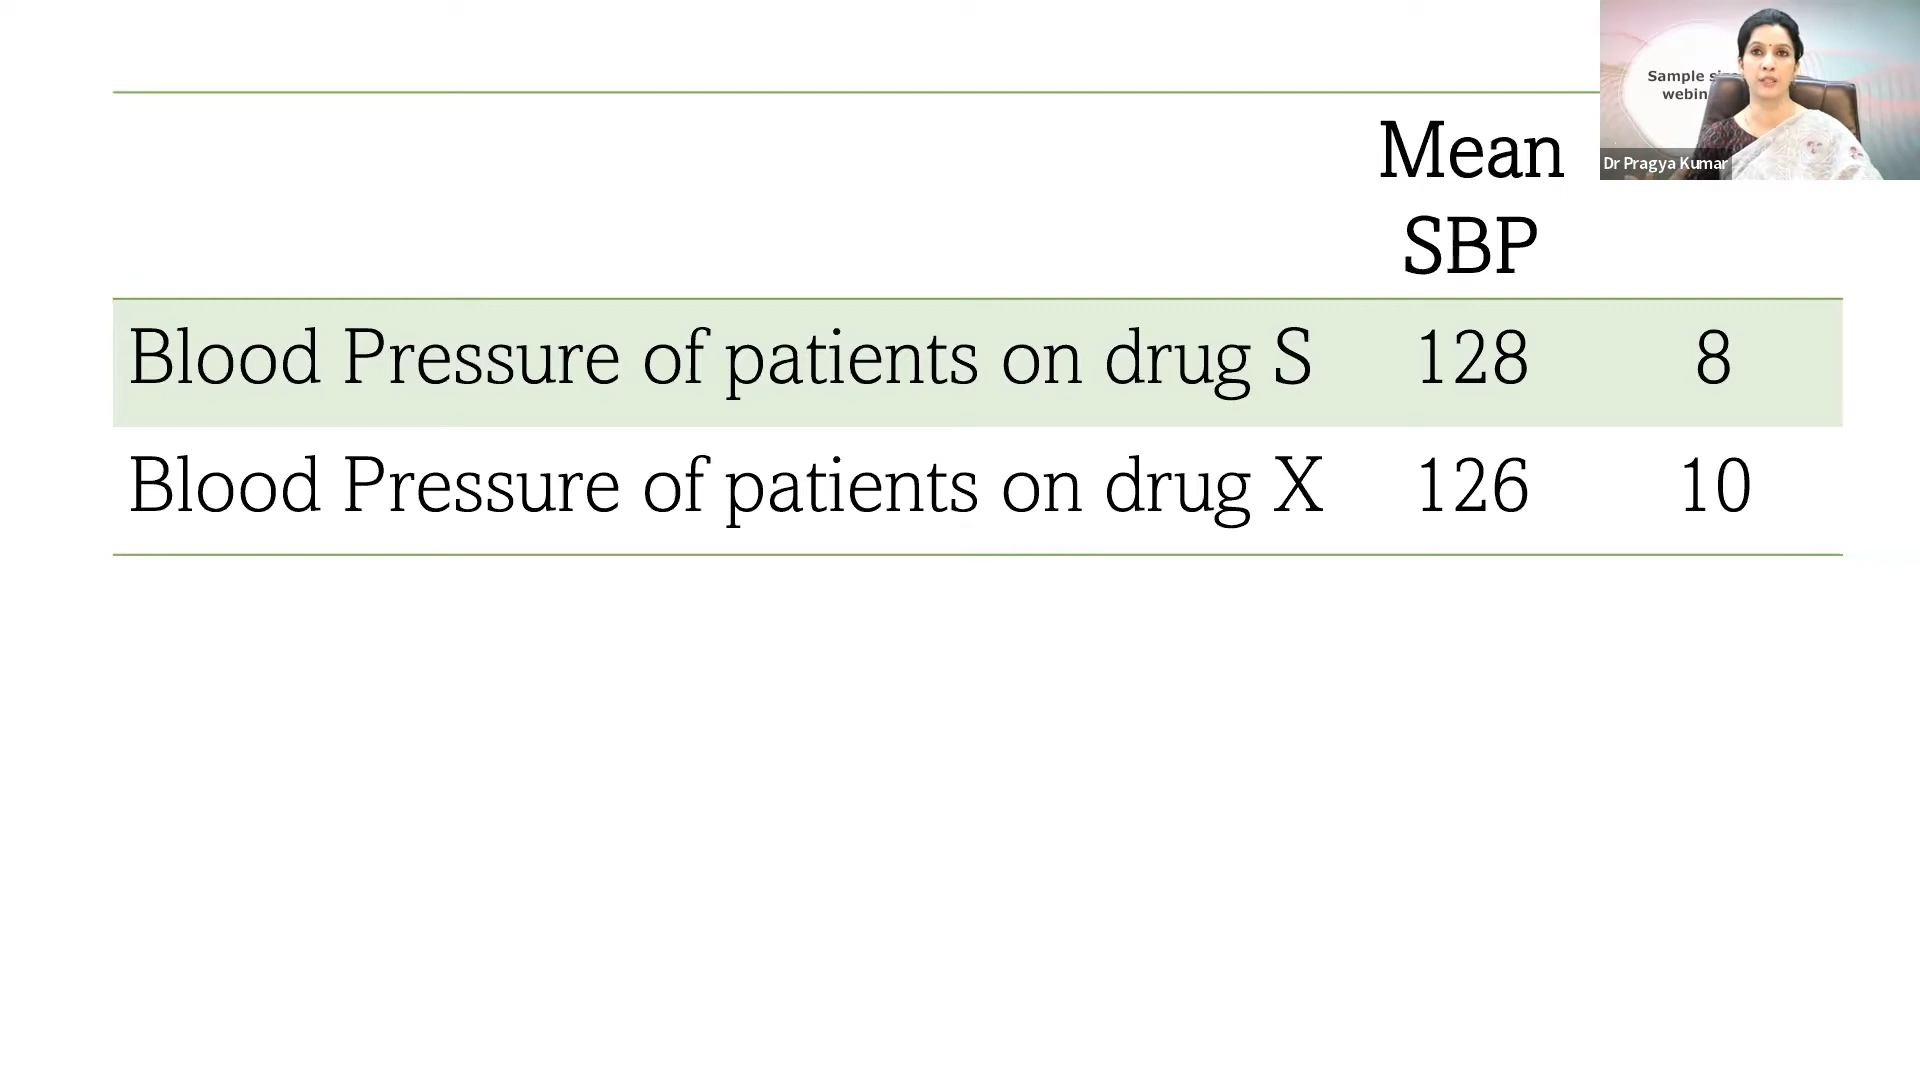 Mean
SBP
Blood Pressure of patients on drug S 128 8
Blood Pressure of patients on drug X 126 10
Sample
Dr Pragya Kumar